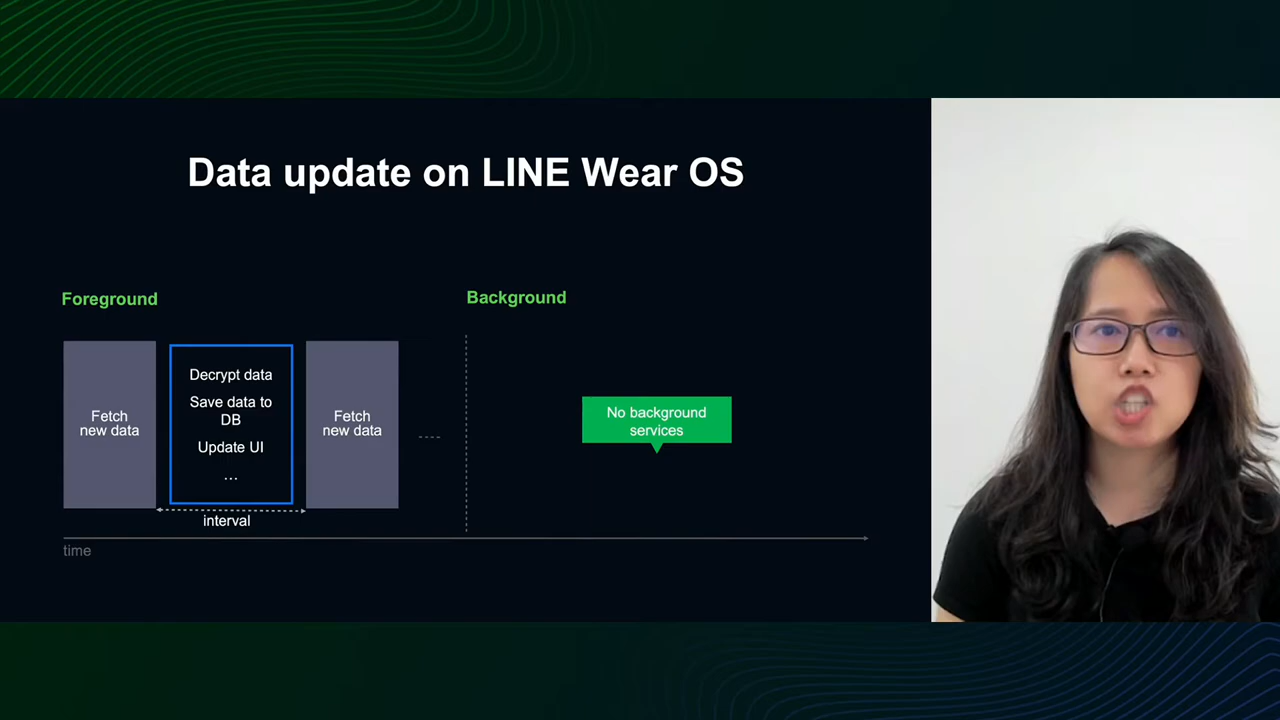 Data update on LINE Wear OS
Foreground
Background
Fetch
new data
Decrypt data
Save data to
DB
Update UI
...
Fetch
new data
No background
services
interval
time